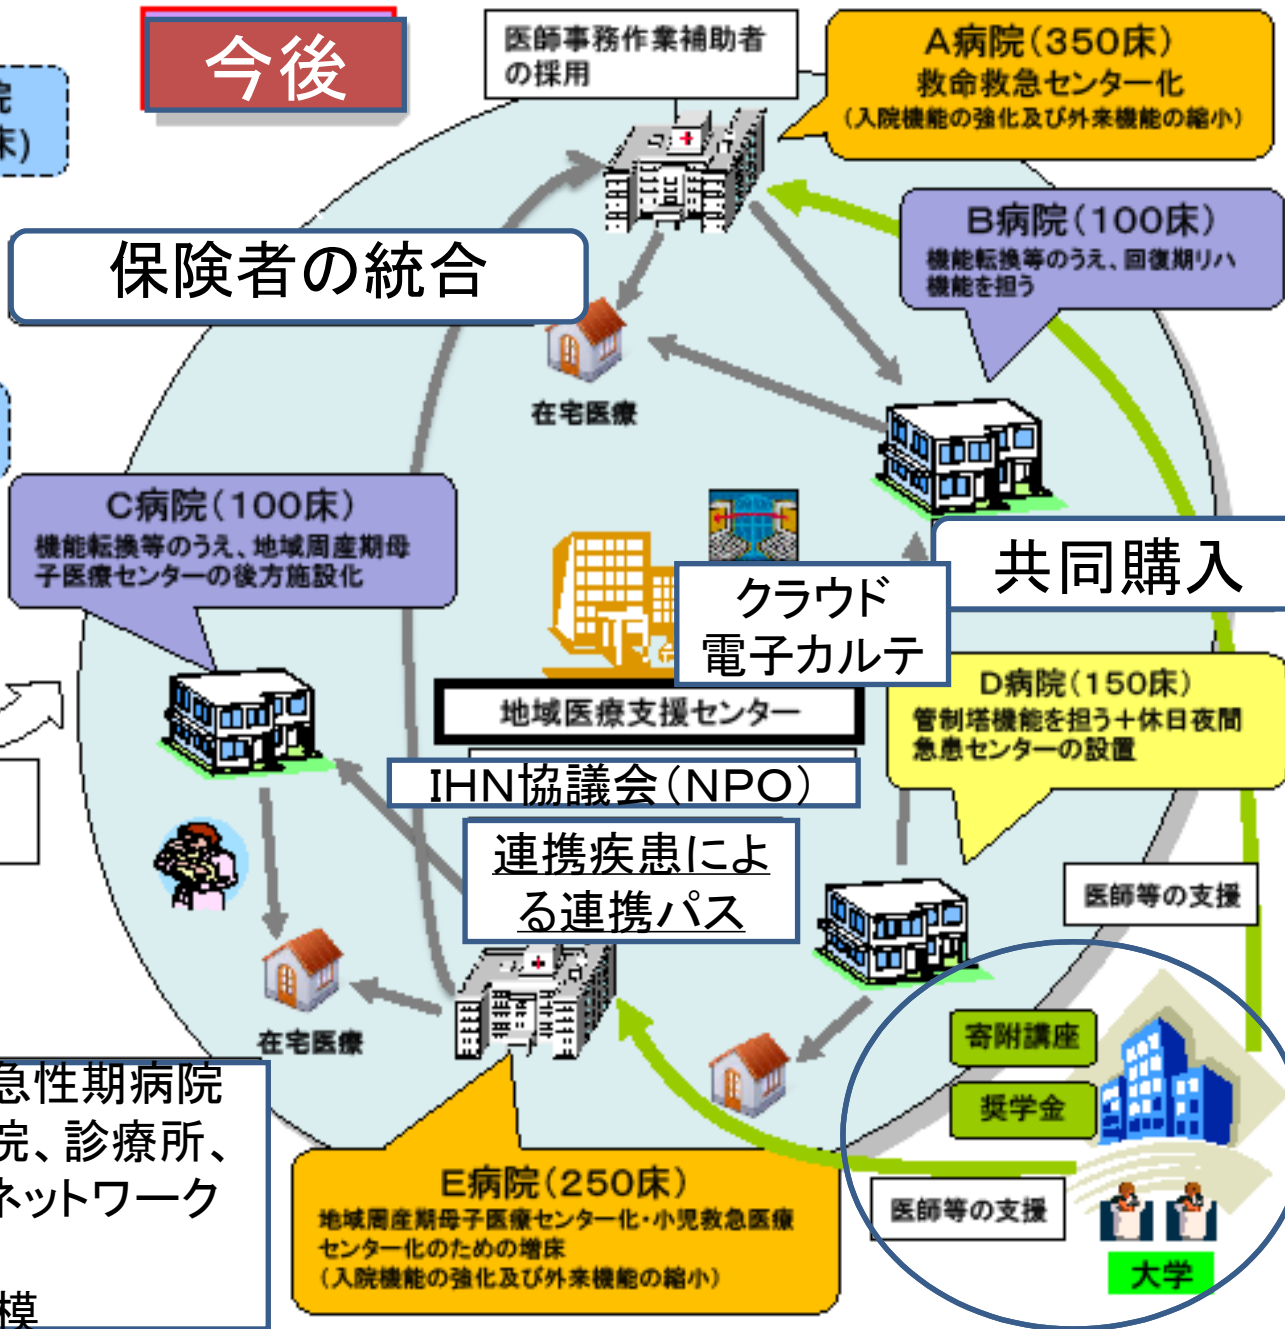 今後
院
床)
医師事務作業補助者
の採用
A病院(350床)
救命救急センター化
(入院機能の強化及び外来機能の縮小)
B病院(100床)
機能転換等のうえ、回復期リハ
機能を担う
保険者の統合
在宅医療
C病院(100床)
機能転換等のうえ、地域周産期母
子医療センターの後方施設化
共同購入
クラウド
電子カルテ
地域医療支援センター
D病院(150床)
管制塔機能を担う+休日夜間
急患センターの設置
IHN協議会(NPO)
連携疾患によ
る連携パス
医師等の支援
在宅医療
寄附講座
奨学金
急性期病院
院、診療所、
ネットワーク
模
E病院(250床)
地域周産期母子医療センター化・小児救急医療
センター化のための増床
(入院機能の強化及び外来機能の縮小)
医師等の支援
大学